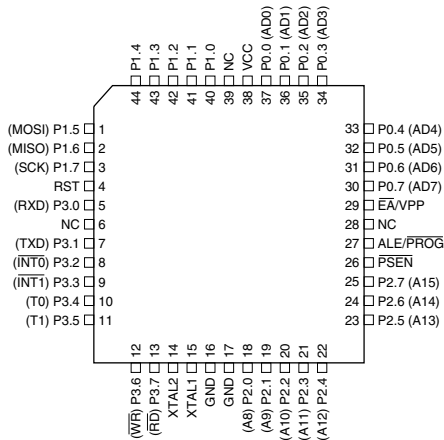 P1.4
P1.3
P1.2
P1.1
P1.0
NC
VCC
P0.0 (AD0)
P0.1 (AD1)
P0.2 (AD2)
P0.3 (AD3)
44
43
42
41
40
39
38
37
36
35
34
(MOSI) P1.5 1
(MISO) P1.6 2
(SCK) P1.7 3
RST 4
(RXD) P3.0 5
NC 6
(TXD) P3.1 7
(INT0) P3.2 8
(INT1) P3.3 9
(T0) P3.4 10
(T1) P3.5 11
33 P0.4 (AD4)
32 P0.5 (AD5)
31 P0.6 (AD6)
30 P0.7 (AD7)
29 EA/VPP
28 NC
27 ALE/PROG
26 PSEN
25 P2.7 (A15)
24 P2.6 (A14)
23 P2.5 (A13)
12
13
14
15
16
17
18
19
20
21
22
(WR) P3.6
(RD) P3.7
XTAL2
XTAL1
GND
GND
(A8) P2.0
(A9) P2.1
(A10) P2.2
(A11) P2.3
(A12) P2.4